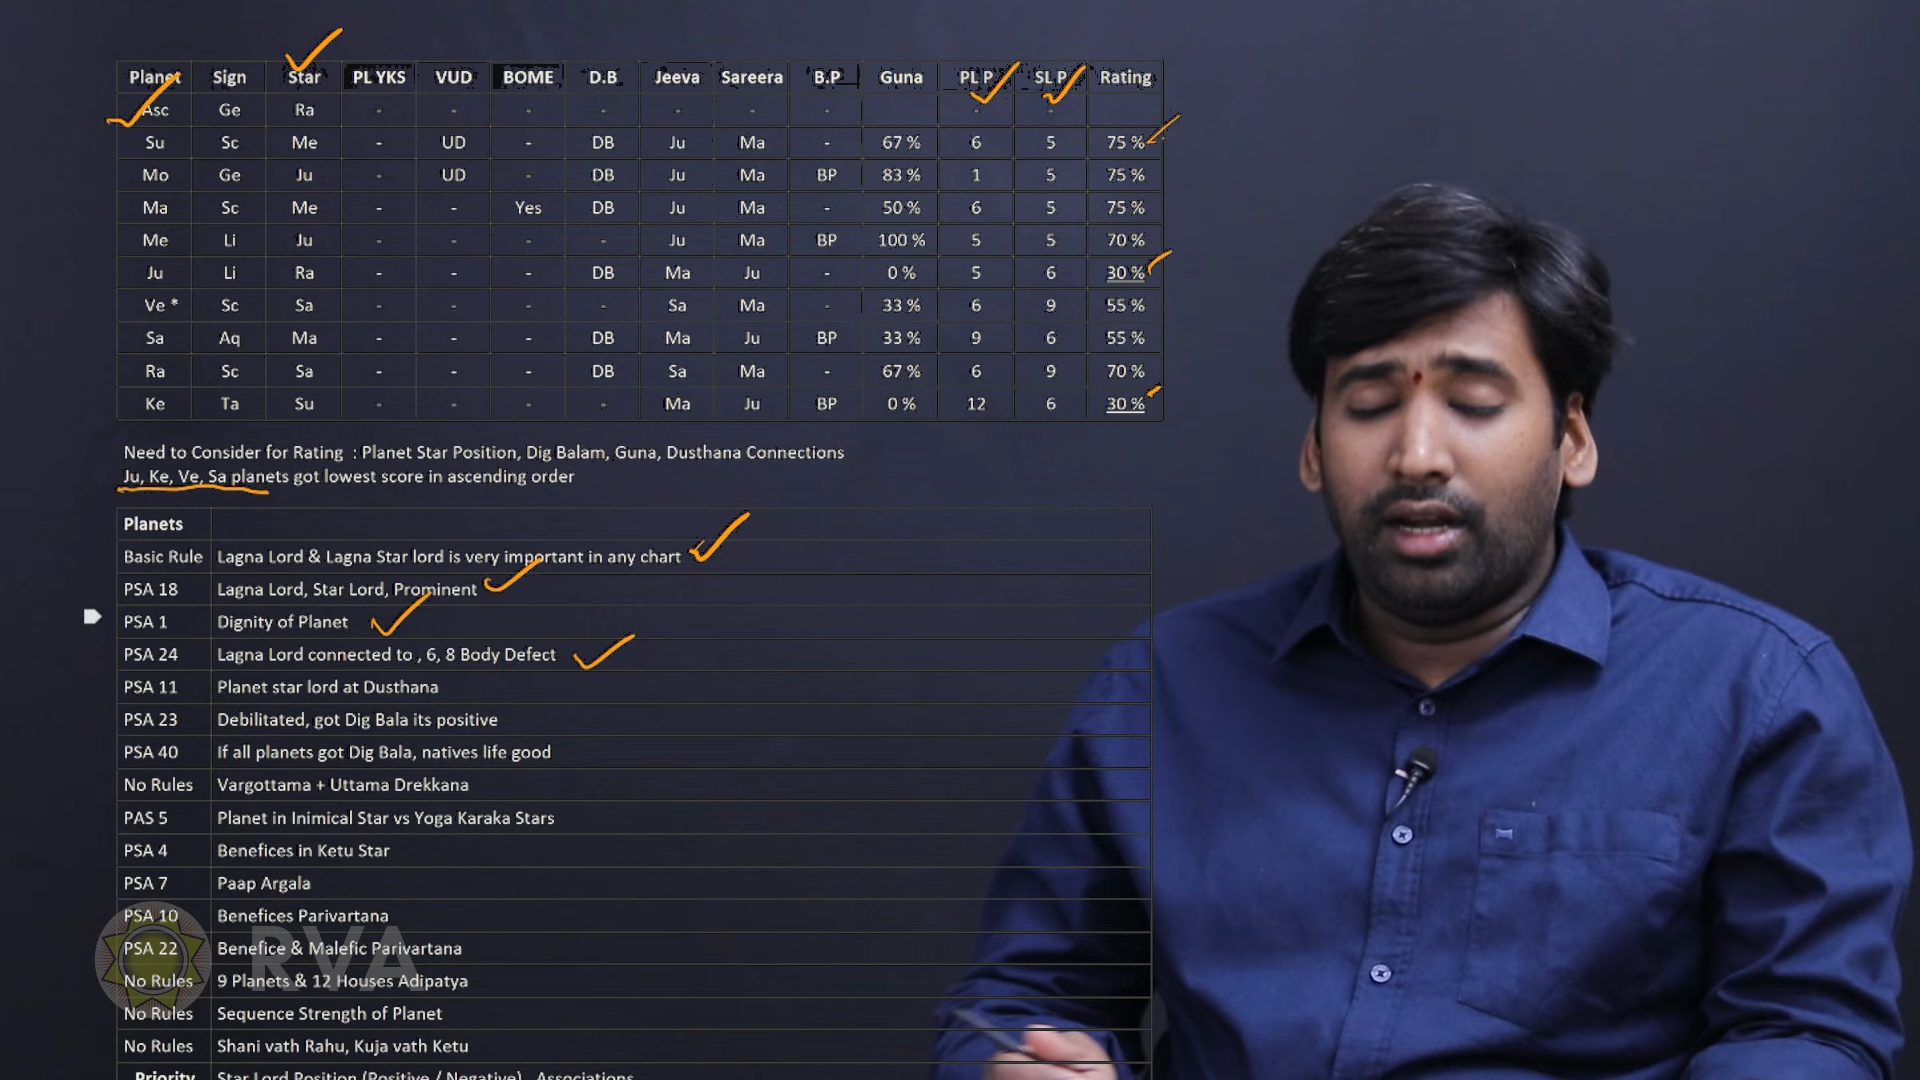 Planet Sign Star PL YKS VUD BOME D.B Jeeva Sareera B.P Guna PL P SL P Rating
Asc Ge Ra - - - - - - - - -
Su Sc Me - UD - DB Ju Ma - 67 % 6 5 75 %
Mo Ge Ju - UD - DB Ju Ma BP 83 % 1 5 75 %
Ma Sc Me - - Yes DB Ju Ma - 50 % 6 5 75 %
Me Li Ju - - - - Ju Ma BP 100 % 5 5 70 %
Ju Li Ra - - - DB Ma Ju - 0 % 5 6 30 %
Ve * Sc Sa - - - - Sa Ma - 33 % 6 9 55 %
Sa Aq Ma - - - DB Ma Ju BP 33 % 9 6 55 %
Ra Sc Sa - - - DB Sa Ma - 67 % 6 9 70 %
Ke Ta Su - - - - Ma Ju BP 0 % 12 6 30 %
Need to Consider for Rating : Planet Star Position, Dig Balam, Guna, Dusthana Connections
Ju, Ke, Ve, Sa planets got lowest score in ascending order
Planets
Basic Rule Lagna Lord & Lagna Star lord is very important in any chart
PSA 18 Lagna Lord, Star Lord, Prominent
PSA 1 Dignity of Planet
PSA 24 Lagna Lord connected to , 6, 8 Body Defect
PSA 11 Planet star lord at Dusthana
PSA 23 Debilitated, got Dig Bala its positive
PSA 40 If all planets got Dig Bala, natives life good
No Rules Vargottama + Uttama Drekkana
PAS 5 Planet in Inimical Star vs Yoga Karaka Stars
PSA 4 Benefices in Ketu Star
PSA 7 Paap Argala
PSA 10 Benefices Parivartana
PSA 22 Benefice & Malefic Parivartana
RVA
No Rules 9 Planets & 12 Houses Adipatya
No Rules Sequence Strength of Planet
No Rules Shani vath Rahu, Kuja vath Ketu
Priority Star Lord Position (Positive / Negative) , Associations